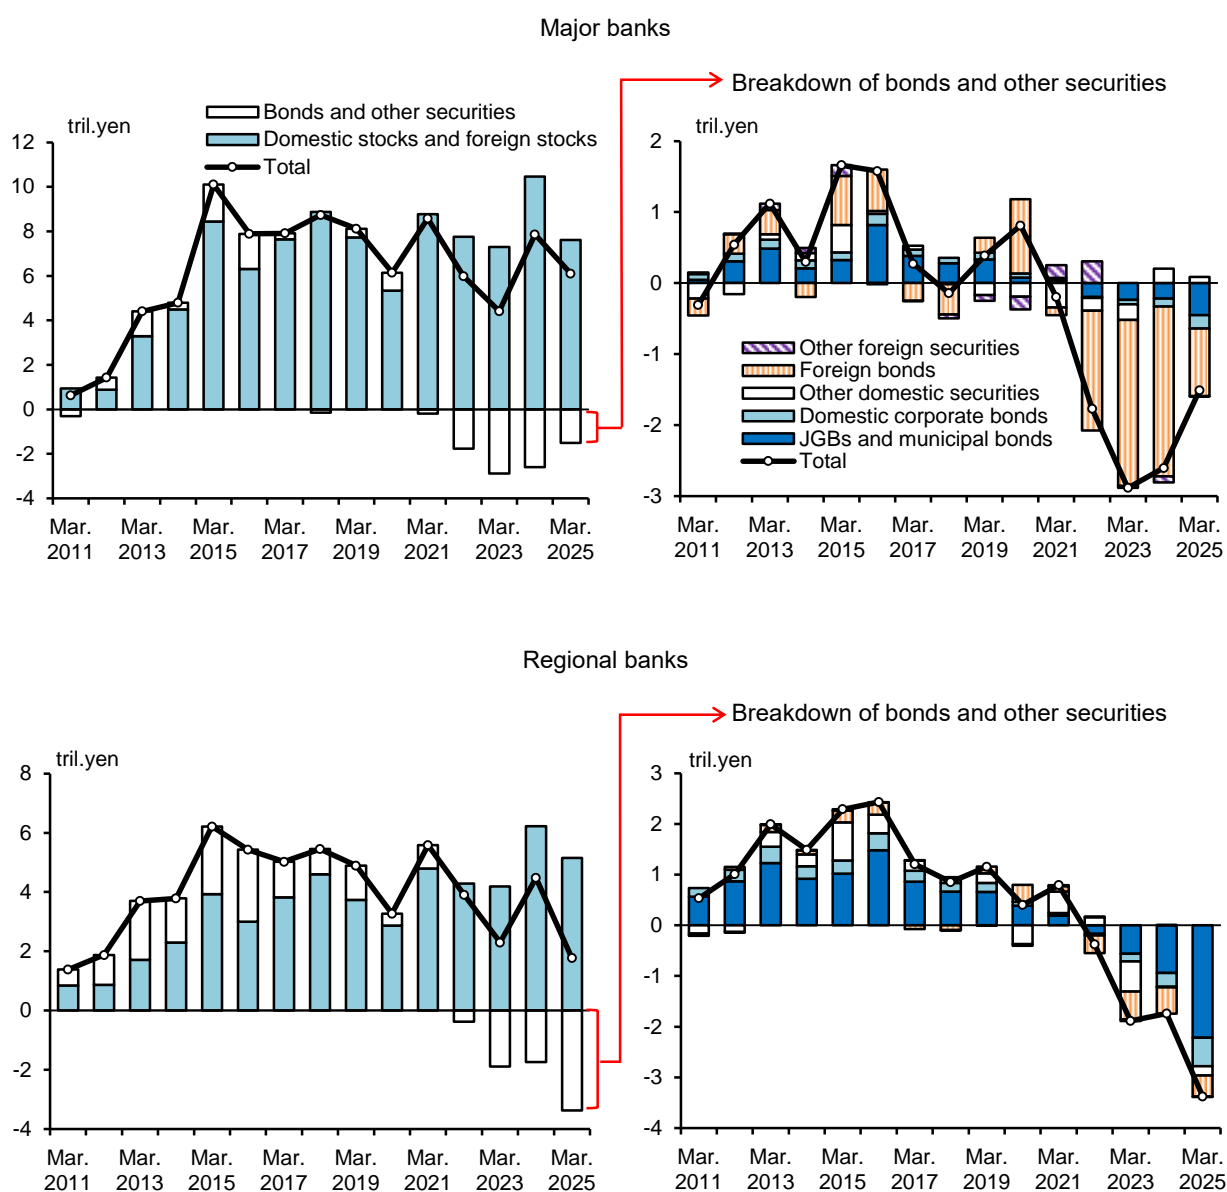 Major banks
Breakdown of bonds and other securities
tril.yen
Bonds and other securities
Domestic stocks and foreign stocks
Total
12
10
8
6
4
2
0
-2
-4
Mar. Mar. Mar. Mar. Mar. Mar. Mar. Mar.
2011 2013 2015 2017 2019 2021 2023 2025
tril.yen
2
1
0
-1
-2
-3
Other foreign securities
Foreign bonds
Other domestic securities
Domestic corporate bonds
JGBs and municipal bonds
Total
Mar. Mar. Mar. Mar. Mar. Mar. Mar. Mar.
2011 2013 2015 2017 2019 2021 2023 2025
Regional banks
Breakdown of bonds and other securities
tril.yen
8
6
4
2
0
-2
-4
Mar. Mar. Mar. Mar. Mar. Mar. Mar. Mar.
2011 2013 2015 2017 2019 2021 2023 2025
tril.yen
3
2
1
0
-1
-2
-3
-4
Mar. Mar. Mar. Mar. Mar. Mar. Mar. Mar.
2011 2013 2015 2017 2019 2021 2023 2025